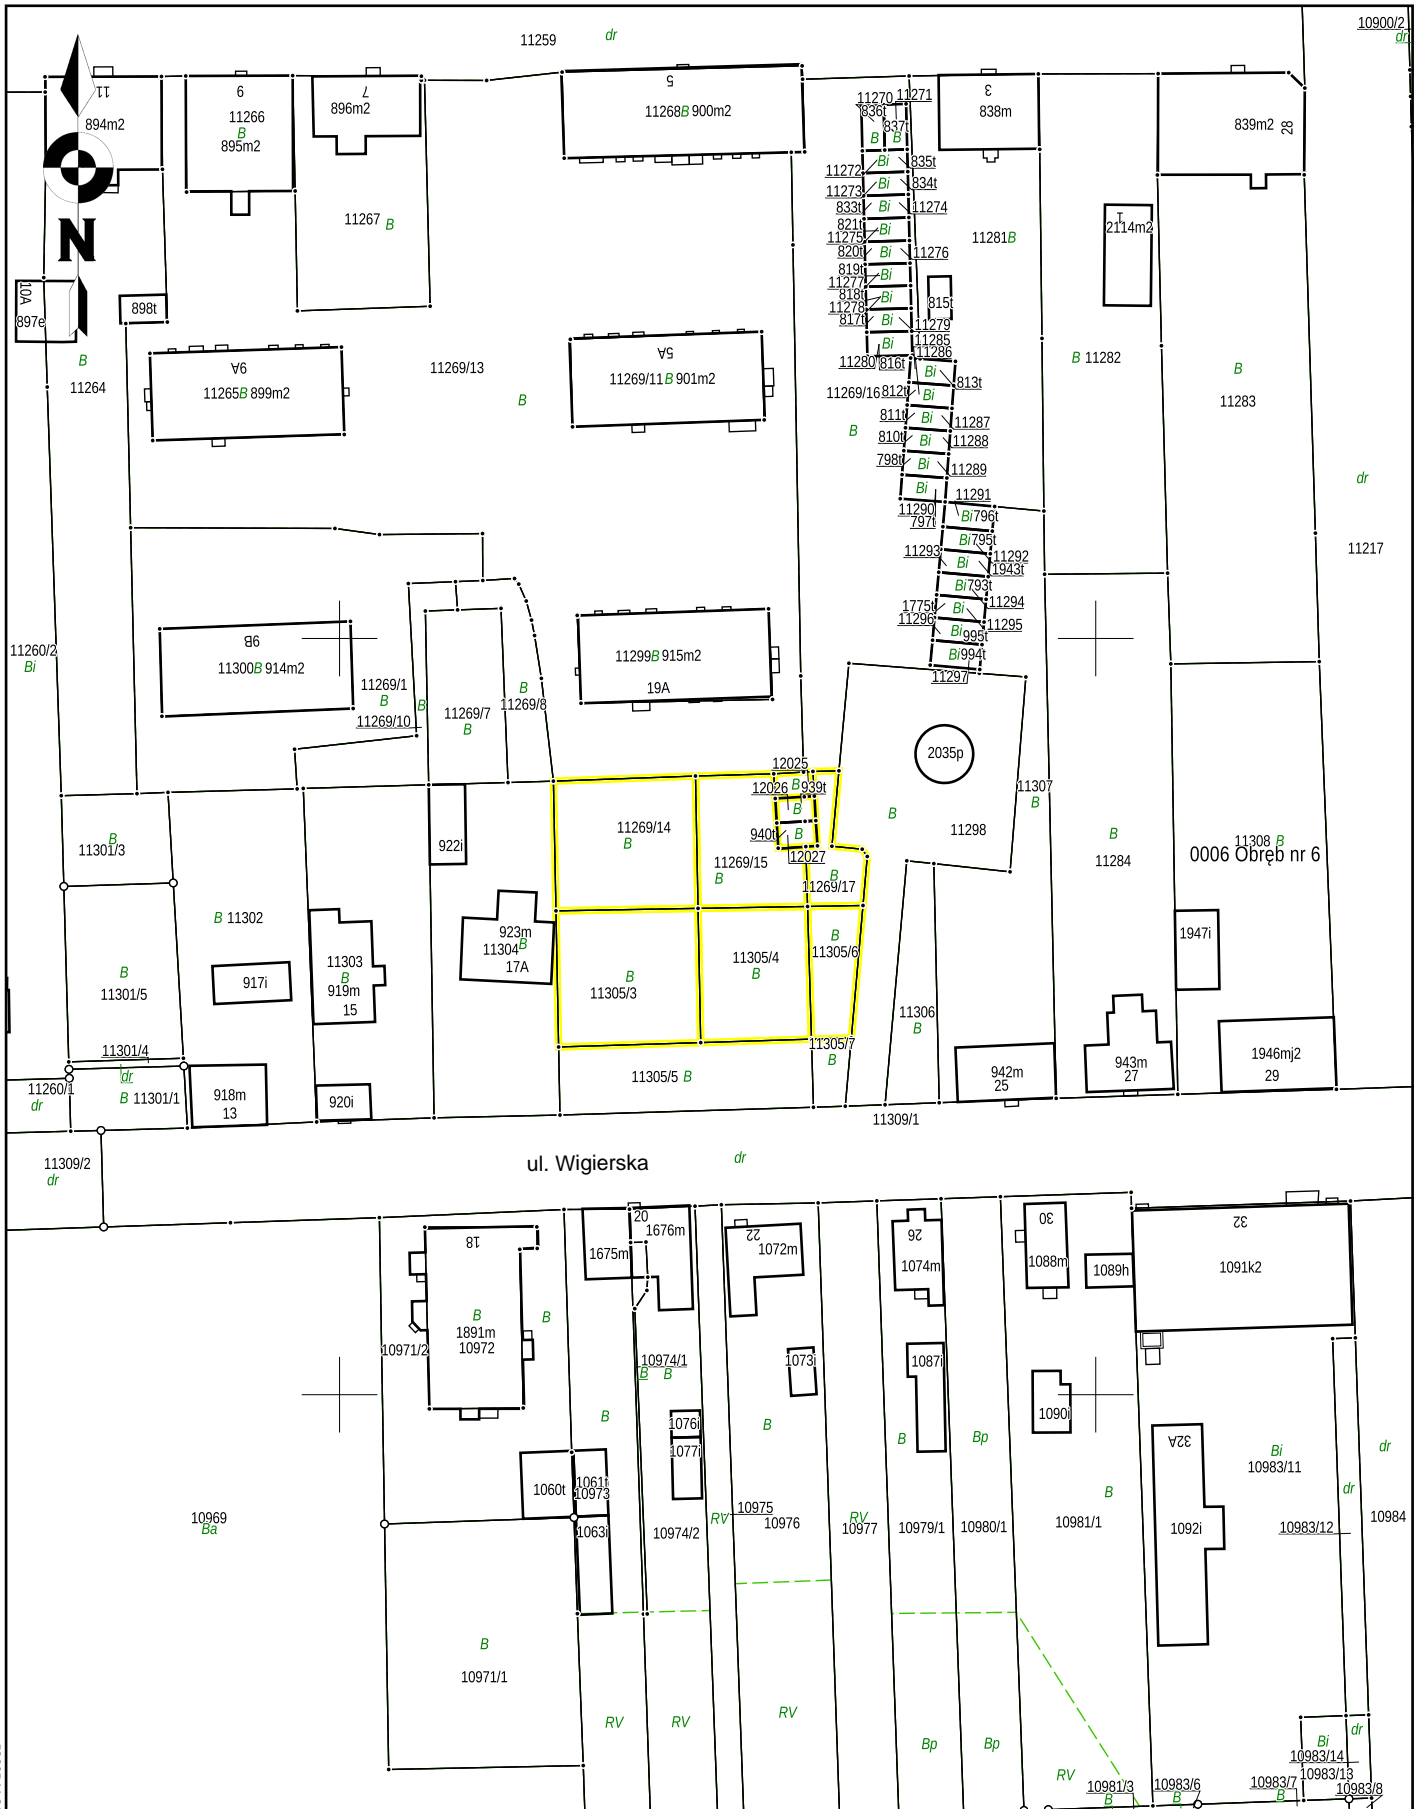 11259
dr
10900/2
dr
11
894m2
9
11266
B
895m2
7
896m2
5
11268 B 900m2
11270
11271
836t
837t
B
B
3
838m
839m2
28
11272
Bi
835t
11273
Bi
834t
833t
Bi
11274
821t
11275
Bi
820t
Bi
11276
819t
11277
Bi
818t
11278
Bi
817t
Bi
11279
11280
816t
Bi
11285
11286
815t
11267
B
11281 B
1
2114m2
N
10A
897e
898t
B
11264
9A
11265 B 899m2
11269/13
B
5A
11269/11 B 901m2
11269/16
B
812t
Bi
813t
Bi
811t
Bi
11287
810t
Bi
11288
798t
Bi
11289
Bi
11290
797t
11291
Bi 796t
Bi 795t
11293
Bi
11292
1943t
Bi 793t
11294
1775t
11296
Bi
11295
Bi 995t
Bi 994t
11297
B 11282
B
11283
dr
11217
11260/2
Bi
9B
11300 B 914m2
11269/1
B
11269/10
B
11269/7
B
B
11269/8
11299 B 915m2
19A
2035p
11307
B
B
11298
B
11284
11308 B
0006 Obręb nr 6
12025
12026
B
939t
B
940t
B
12027
11269/14
B
11269/15
B
B
11269/17
B
11301/3
922i
B 11302
923m
11304 B
17A
11303
B
919m
15
917i
B
11301/5
B
11305/3
11305/4
B
B
11305/6
1947i
11306
B
11301/4
dr
B 11301/1
11260/1
dr
918m
13
920i
11305/5 B
11305/7
B
942m
25
943m
27
1946mj2
29
11309/1
11309/2
dr
ul. Wigierska
dr
18
B
1891m
10972
B
10971/2
20
1676m
1675m
22
1072m
26
1074m
30
1088m
1089h
32
1091k2
10974/1
B
B
1073i
1087i
1090i
B
1076i
1077i
B
B
Bp
32A
Bi
10983/11
dr
dr
1060t
1061t
10973
1063i
10969
Ba
10974/2
RV
10975
10976
RV
10977
10979/1
10980/1
B
10981/1
1092i
10983/12
10984
B
10971/1
RV
RV
RV
Bp
Bp
RV
10981/3
B
10983/6
B
10983/7
B
Bi
dr
10983/14
10983/13
10983/8